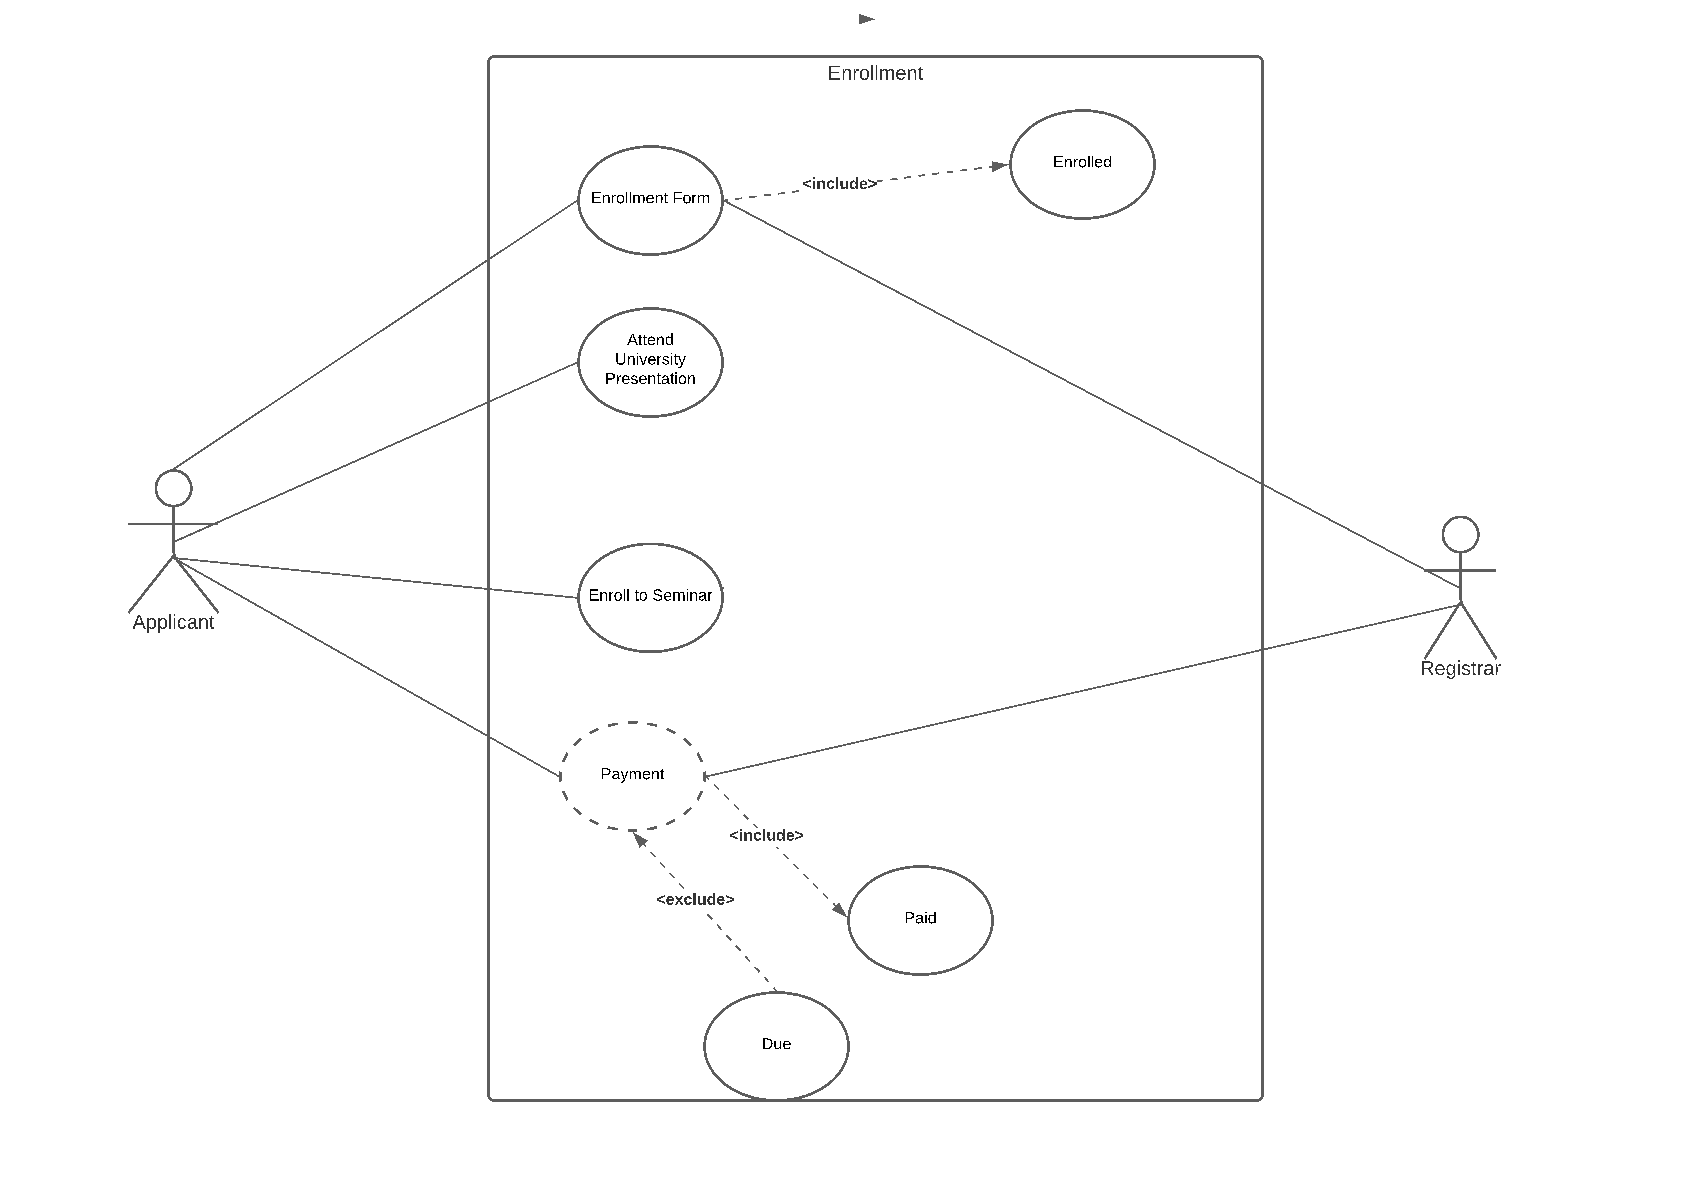 Enrollment
Enrolled
<include>
Enrollment Form
Attend
University
Presentation
Enroll to Seminar
Applicant
Registrar
Payment
<include>
<exclude>
Paid
Due